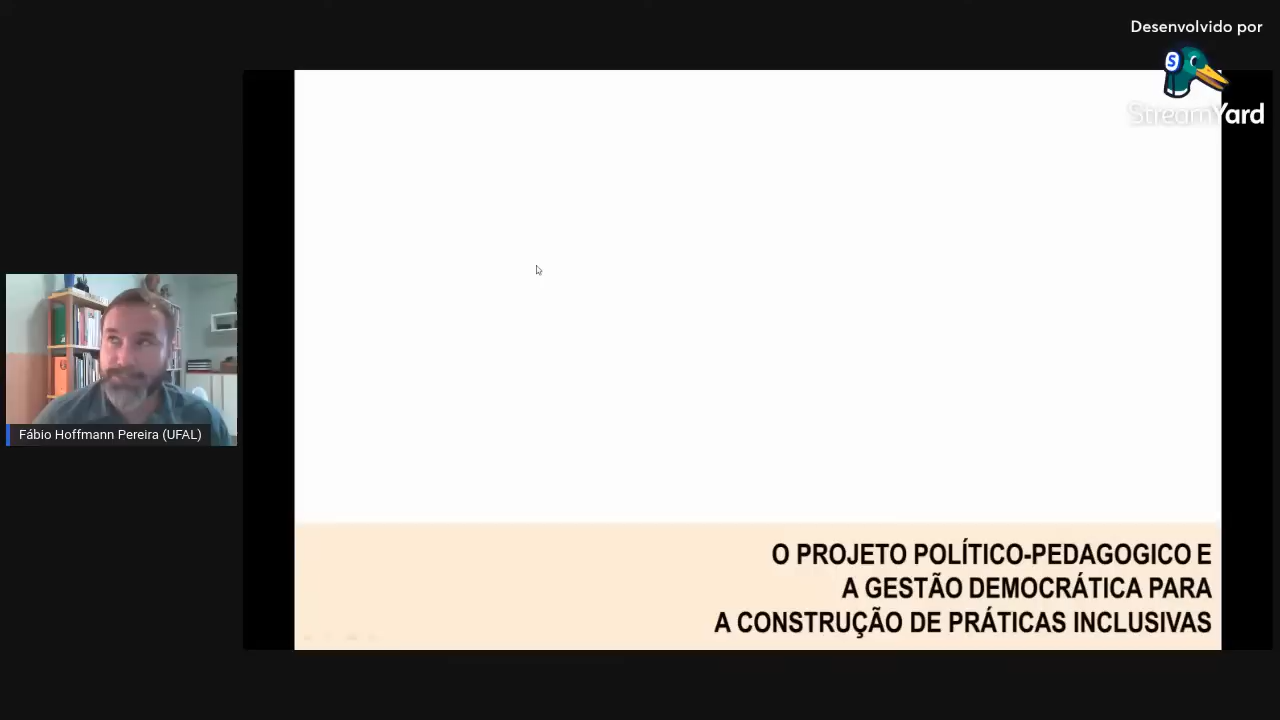 Desenvolvido por
S
StreamYard
Fábio Hoffmann Pereira (UFAL)
O PROJETO POLÍTICO-PEDAGOGICO E
A GESTÃO DEMOCRÁTICA PARA
A CONSTRUÇÃO DE PRÁTICAS INCLUSIVAS